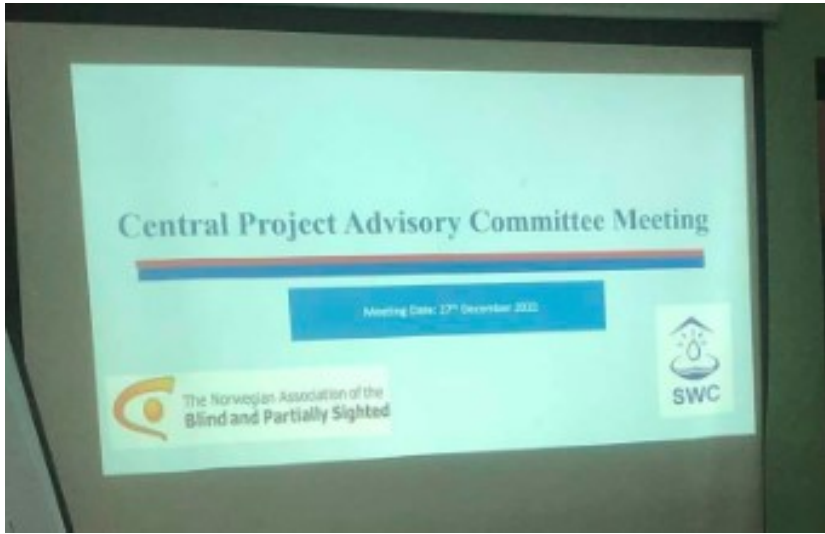 Central Project Advisory Committee Meeting
Meeting Date: 27th December
The Norwegian Association of the
Blind and Partially Sighted
SWC